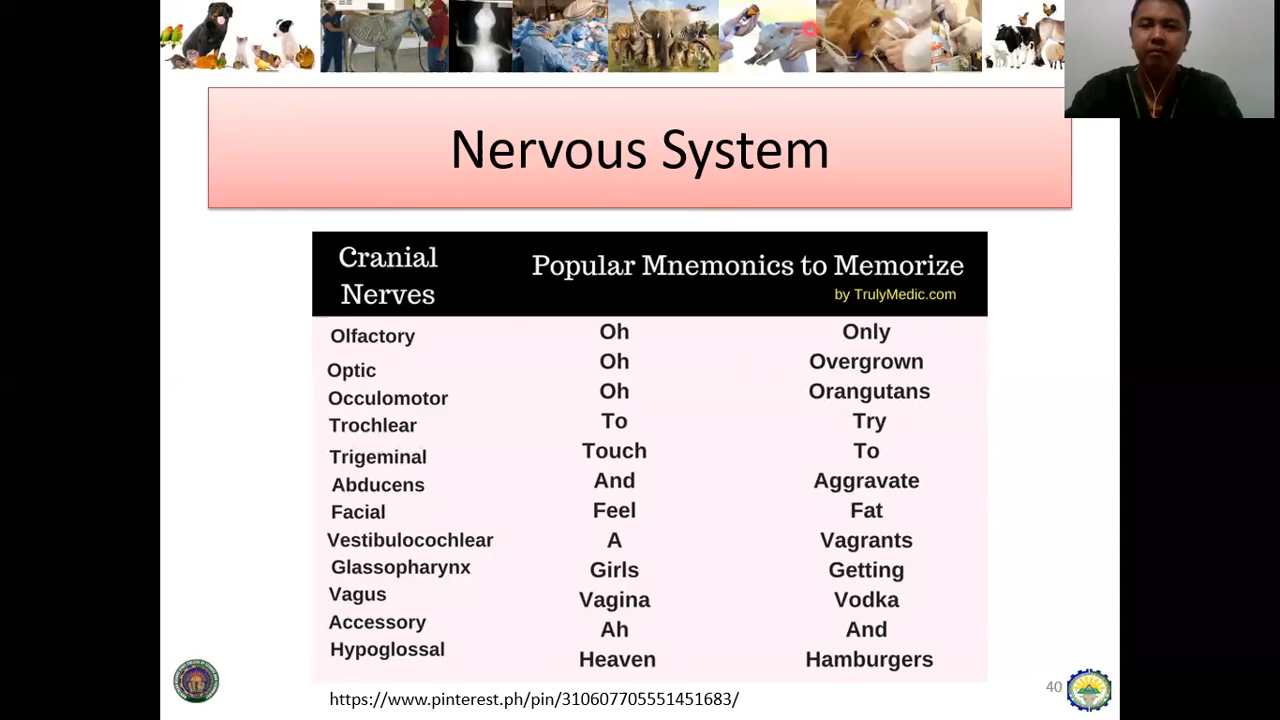 Nervous System
Cranial
Nerves
Popular Mnemonics to Memorize
by TrulyMedic.com
Olfactory Oh Only
Optic Oh Overgrown
Occulomotor Oh Orangutans
Trochlear To Try
Trigeminal Touch To
Abducens And Aggravate
Facial Feel Fat
Vestibulocochlear A Vagrants
Glassopharynx Girls Getting
Vagus Vagina Vodka
Accessory Ah And
Hypoglossal Heaven Hamburgers
https://www.pinterest.ph/pin/310607705551451683/
40